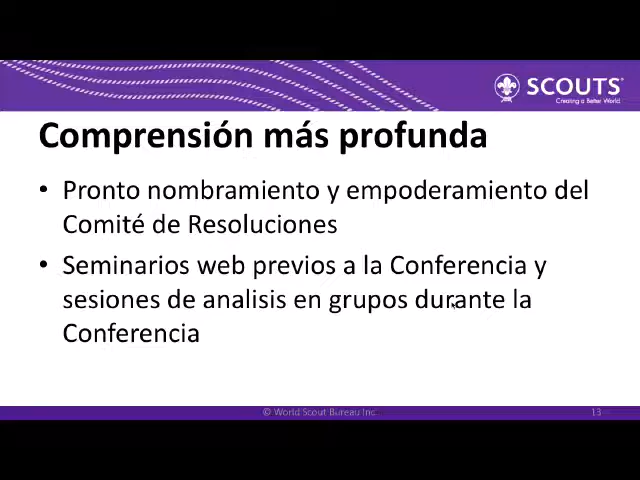 SCOUTS®
Creating a Better World
Comprensión más profunda
• Pronto nombramiento y empoderamiento del
Comité de Resoluciones
• Seminarios web previos a la Conferencia y
sesiones de analisis en grupos durante la
Conferencia
© World Scout Bureau Inc
13